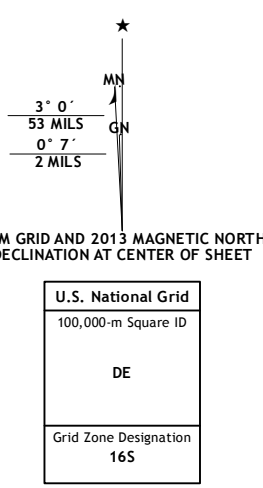 ★
MN
3° 0´
53 MILS
GN
0° 7´
2 MILS
M GRID AND 2013 MAGNETIC NORTH
DECLINATION AT CENTER OF SHEET
U.S. National Grid
100,000-m Square ID
DE
Grid Zone Designation
16S